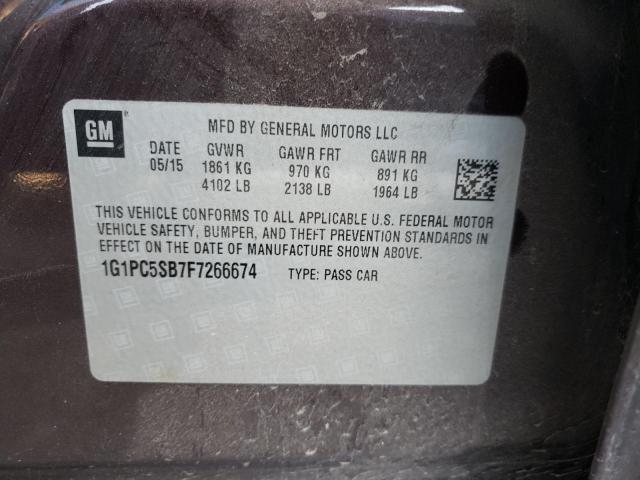 GM
MFD BY GENERAL MOTORS LLC
DATE GVWR GAWR FRT GAWR RR
05/15 1861 KG 970 KG 891 KG
4102 LB 2138 LB 1964 LB
THIS VEHICLE CONFORMS TO ALL APPLICABLE U.S. FEDERAL MOTOR
VEHICLE SAFETY, BUMPER, AND THEFT PREVENTION STANDARDS IN
EFFECT ON THE DATE OF MANUFACTURE SHOWN ABOVE.
1G1PC5SB7F7266674 TYPE: PASS CAR